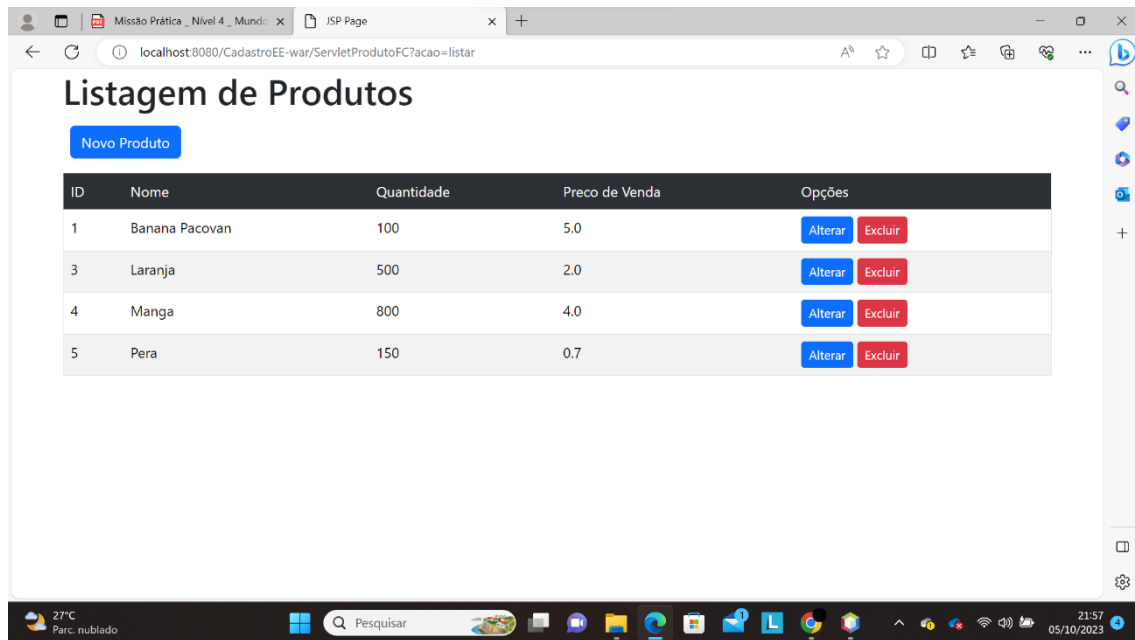 Missão Prática _ Nível 4 _ Mundo
JSP Page
localhost:8080/CadastroEE-war/ServletProdutoFC?acao=listar
Listagem de Produtos
Novo Produto
ID Nome Quantidade Preco de Venda Opções
1 Banana Pacovan 100 5.0 Alterar Excluir
3 Laranja 500 2.0 Alterar Excluir
4 Manga 800 4.0 Alterar Excluir
5 Pera 150 0.7 Alterar Excluir
27°C
Parc. nublado
Pesquisar
21:57
05/10/2023
4